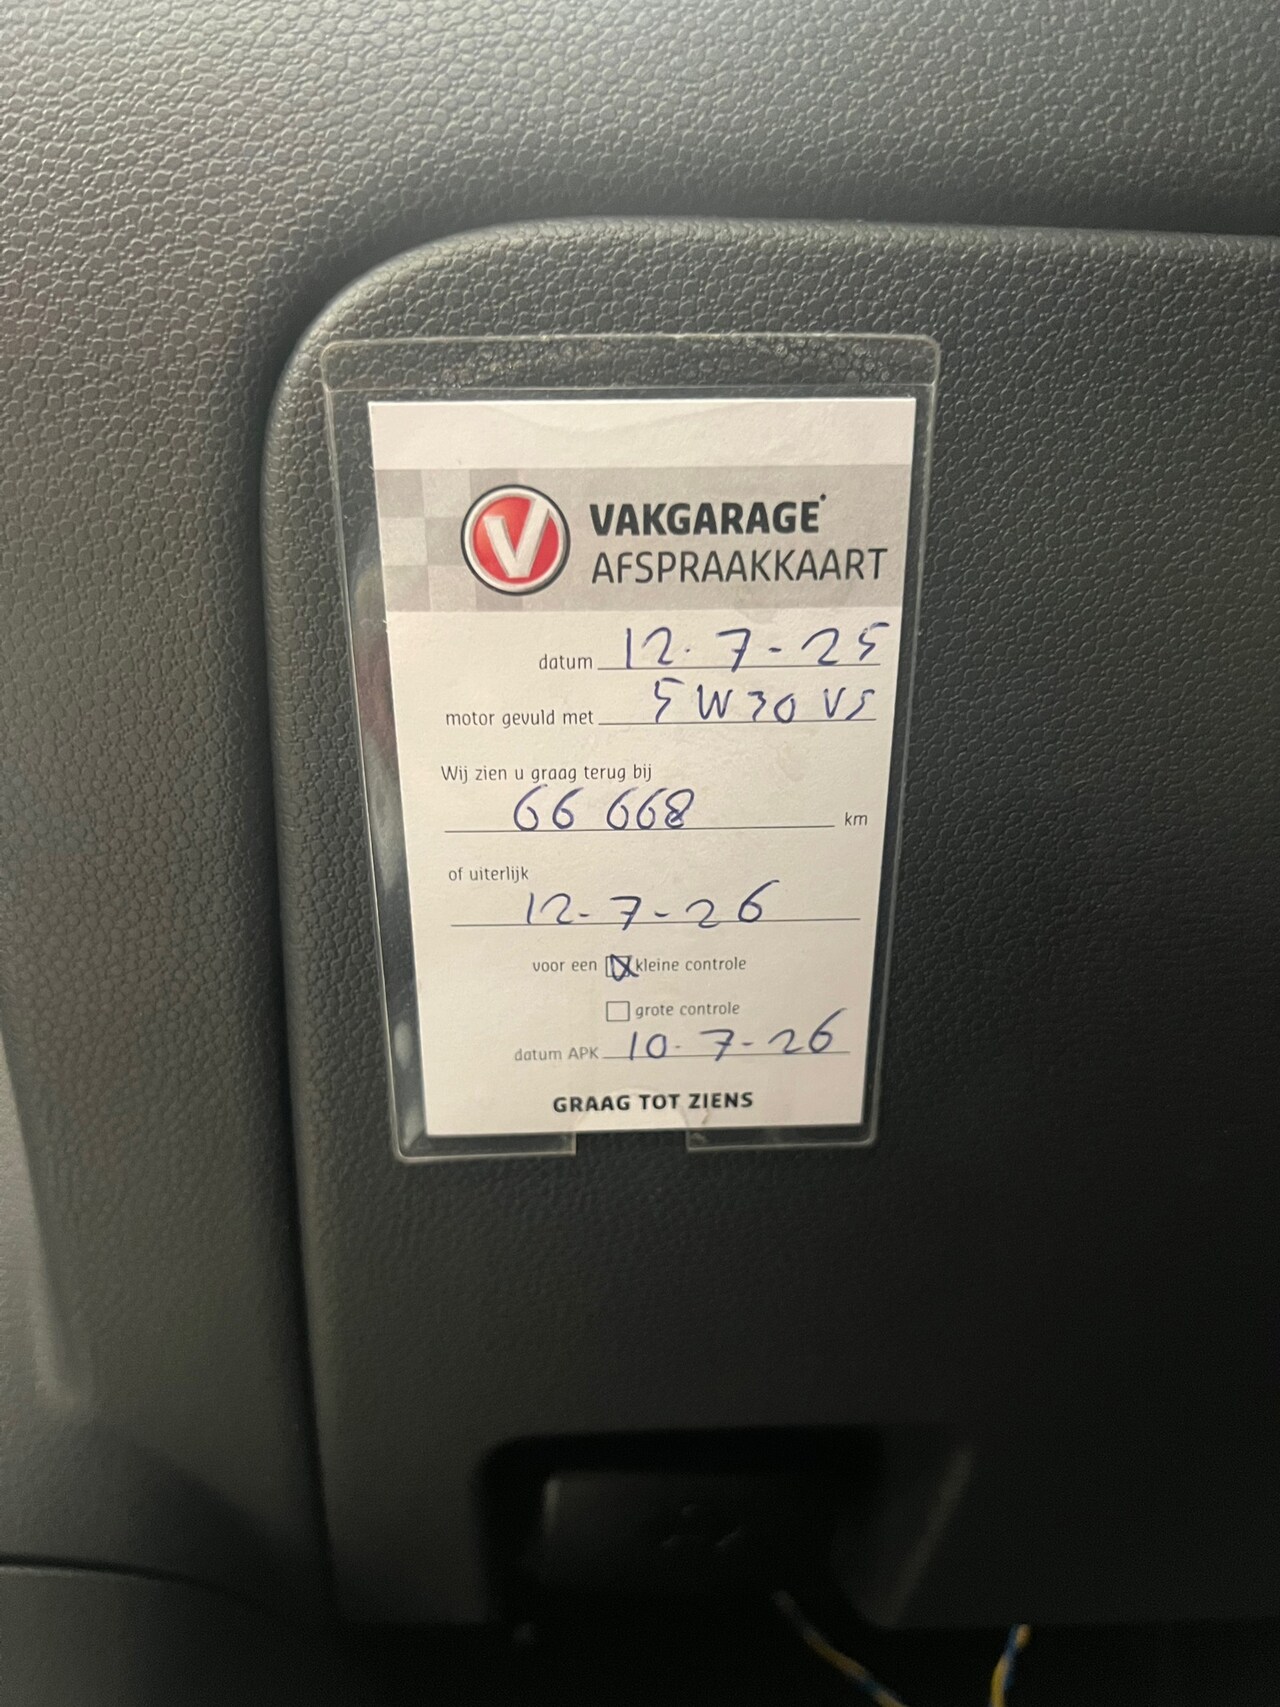 V VAKGARAGE
AFSPRAAKKAART
datum 12.7-25
motor gevuld met 5W30 VS
Wij zien u graag terug bij
66 668 km
of uiterlijk
12-7-26
voor een kleine controle
grote controle
datum APK 10-7-26
GRAAG TOT ZIENS